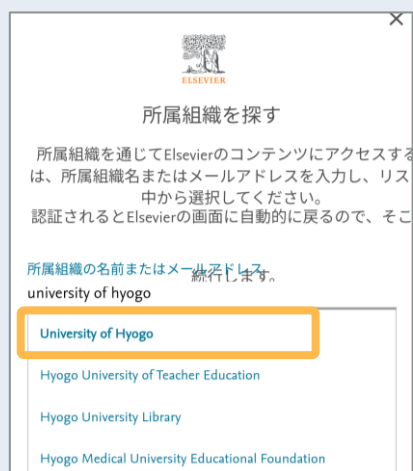 ELSEVIER
所属組織を探す
所属組織を通じてElsevierのコンテンツにアクセスする
は、所属組織名またはメールアドレスを入力し、リス
中から選択してください。
認証されるとElsevierの画面に自動的に戻るので、そこ
続行します。
所属組織の名前またはメールアドレス
university of hyogo
University of Hyogo
Hyogo University of Teacher Education
Hyogo University Library
Hyogo Medical University Educational Foundation